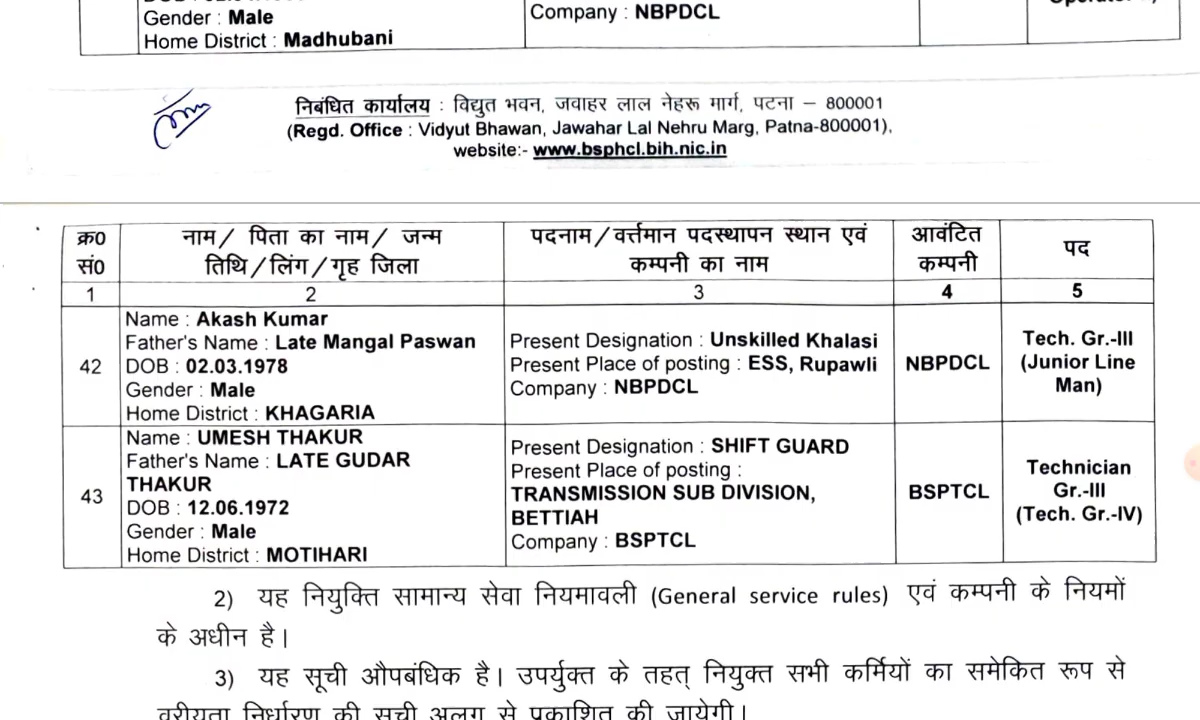 Gender : Male
Home District : Madhubani
Company : NBPDCL
निबंधित कार्यालय : विद्युत भवन, जवाहर लाल नेहरू मार्ग, पटना – 800001
(Regd. Office : Vidyut Bhawan, Jawahar Lal Nehru Marg, Patna-800001),
website:- www.bsphcl.bih.nic.in
क्र०
सं०
नाम/ पिता का नाम/ जन्म
तिथि/लिंग/गृह जिला
पदनाम/वर्त्तमान पदस्थापन स्थान एवं
कम्पनी का नाम
आवंटित
कम्पनी
पद
1
2
3
4
5
42
Name : Akash Kumar
Father's Name : Late Mangal Paswan
DOB : 02.03.1978
Gender : Male
Home District : KHAGARIA
Present Designation : Unskilled Khalasi
Present Place of posting : ESS, Rupawli
Company : NBPDCL
NBPDCL
Tech. Gr.-III
(Junior Line
Man)
43
Name : UMESH THAKUR
Father's Name : LATE GUDAR
THAKUR
DOB : 12.06.1972
Gender : Male
Home District : MOTIHARI
Present Designation : SHIFT GUARD
Present Place of posting :
TRANSMISSION SUB DIVISION,
BETTIAH
Company : BSPTCL
BSPTCL
Technician
Gr.-III
(Tech. Gr.-IV)
2) यह नियुक्ति सामान्य सेवा नियमावली (General service rules) एवं कम्पनी के नियमों
के अधीन है।
3) यह सूची औपबंधिक है। उपर्युक्त के तहत् नियुक्त सभी कर्मियों का समेकित रूप से
वरीयता निर्धारण की सूची अलग से प्रकाशित की जायेगी।